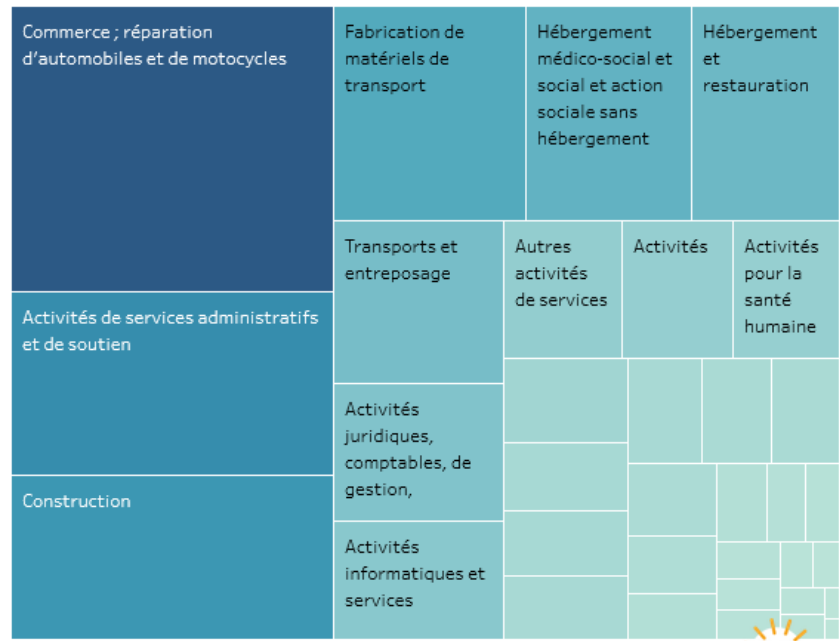 Commerce ; réparation
d'automobiles et de motocycles
Activités de services administratifs
et de soutien
Construction
Fabrication de
matériels de
transport
Hébergement
médico-social et
social et action
sociale sans
hébergement
Hébergement
et
restauration
Transports et
entreposage
Autres
activités
de services
Activités
Activités
pour la
santé
humaine
Activités
juridiques,
comptables, de
gestion,
Activités
informatiques et
services